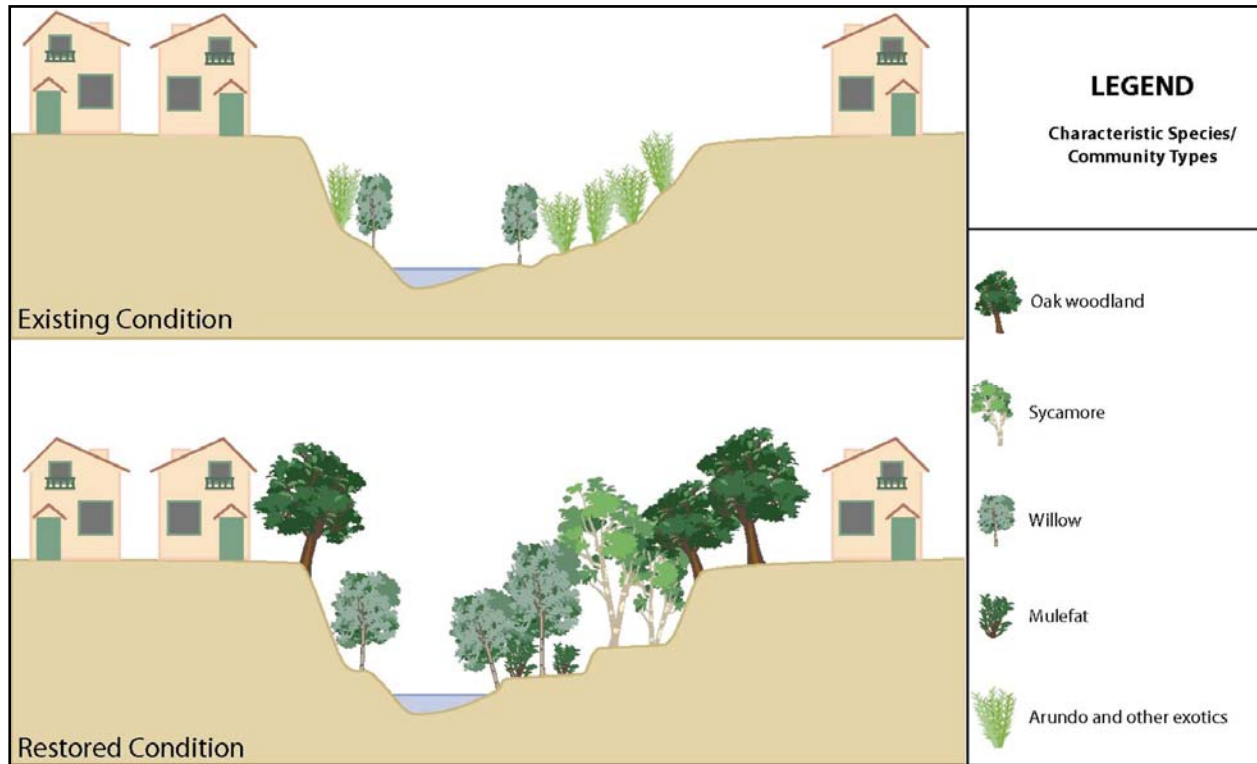 Existing Condition
Restored Condition
LEGEND
Characteristic Species/
Community Types
Oak woodland
Sycamore
Willow
Mulefat
Arundo and other exotics